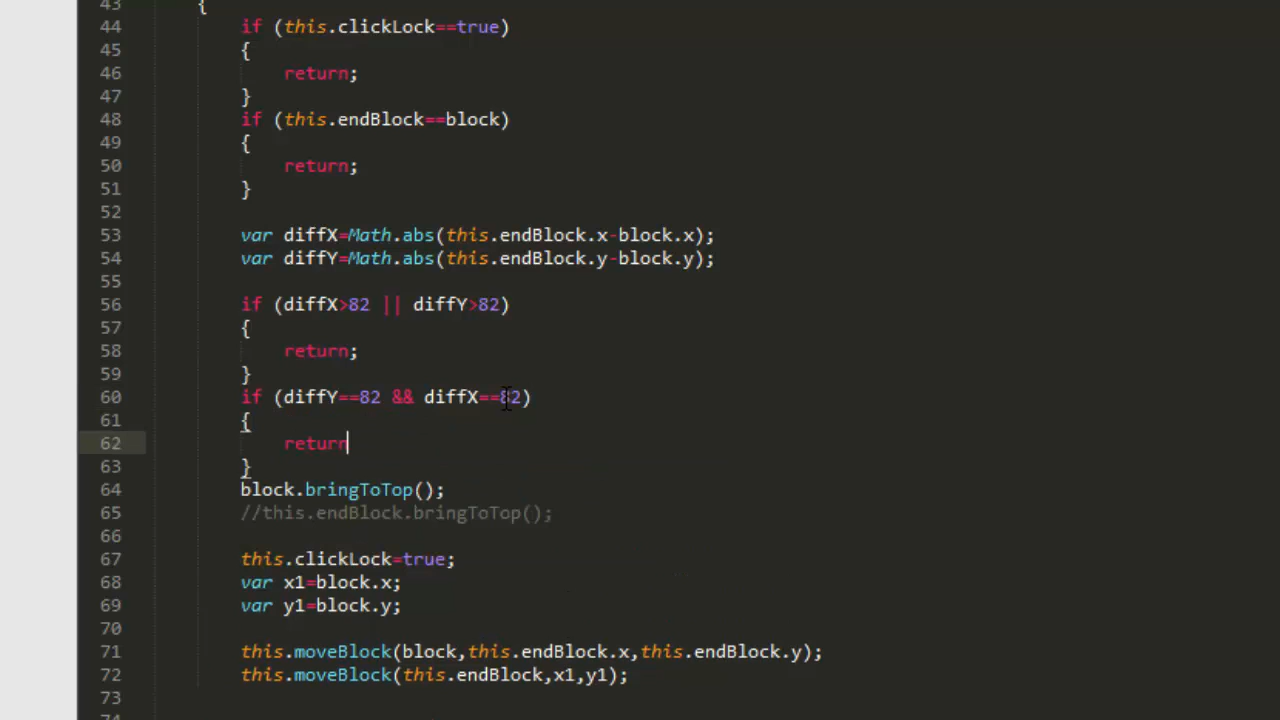 43 {
44 if (this.clickLock==true)
45 {
46 return;
47 }
48 if (this.endBlock==block)
49 {
50 return;
51 }
52
53 var diffX=Math.abs(this.endBlock.x-block.x);
54 var diffY=Math.abs(this.endBlock.y-block.y);
55
56 if (diffX>82 || diffY>82)
57 {
58 return;
59 }
60 if (diffY==82 && diffX==82)
61 {
62 return
63 }
64 block.bringToTop();
65 //this.endBlock.bringToTop();
66
67 this.clickLock=true;
68 var x1=block.x;
69 var y1=block.y;
70
71 this.moveBlock(block,this.endBlock.x,this.endBlock.y);
72 this.moveBlock(this.endBlock,x1,y1);
73
74